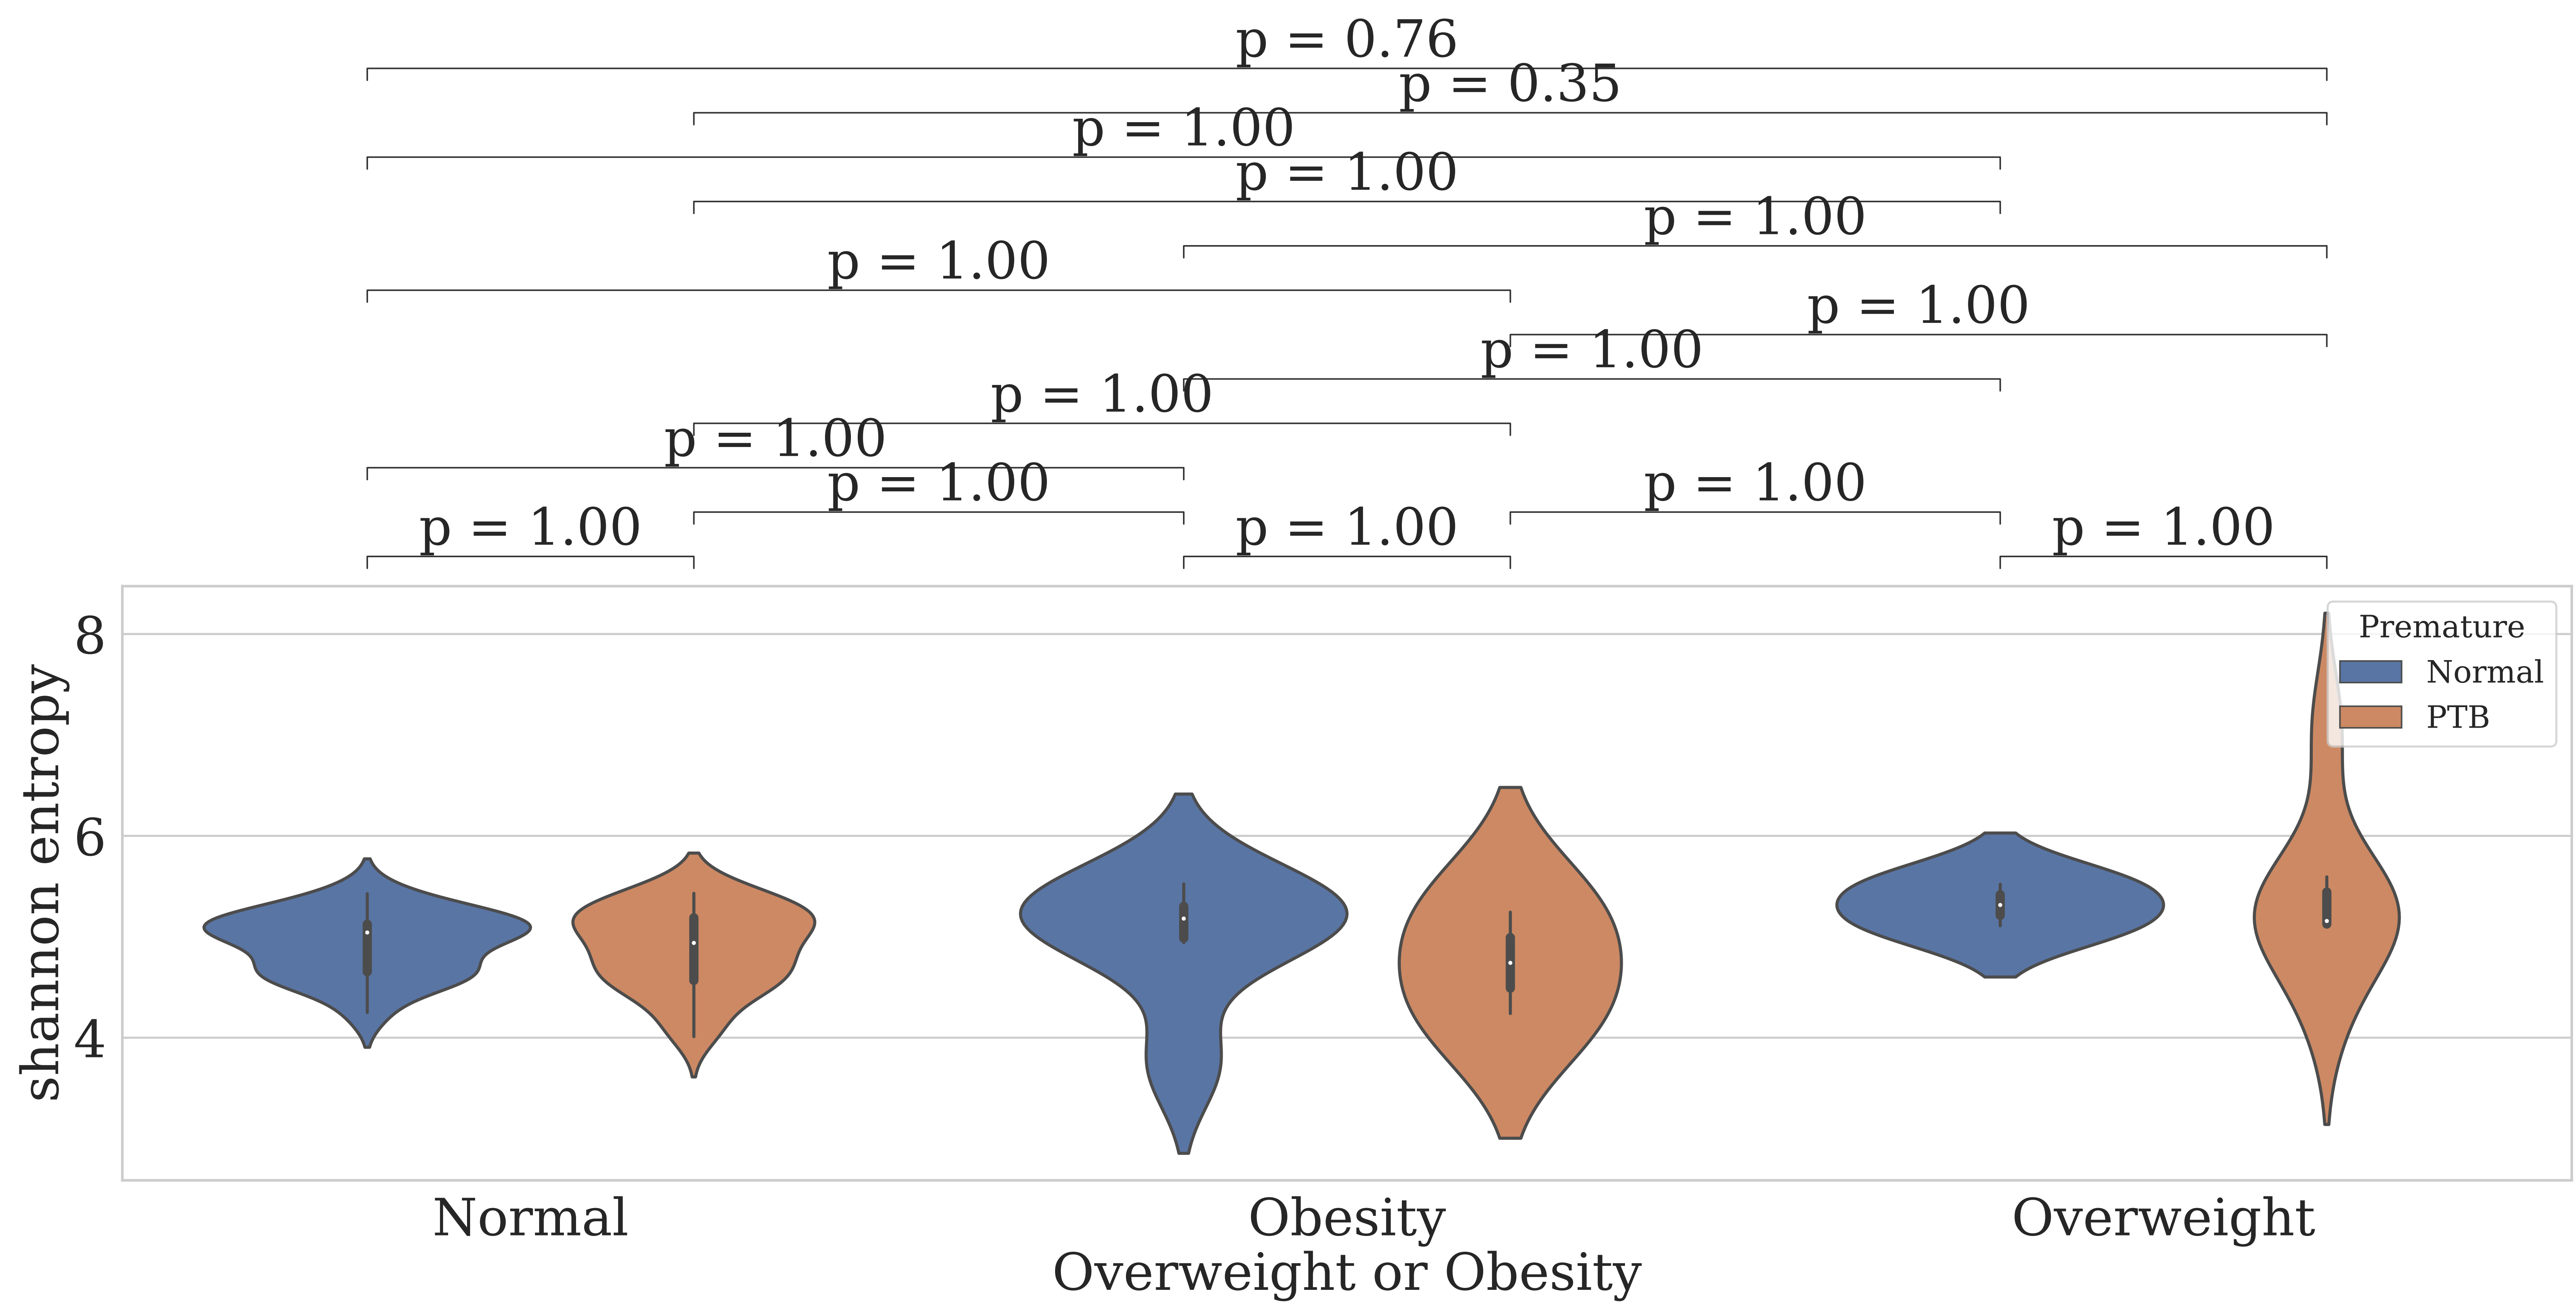 p = 0.76
p = 0.35
p = 1.00
p = 1.00
p = 1.00
p = 1.00
p = 1.00
p = 1.00
p = 1.00
p = 1.00
p = 1.00
p = 1.00
p = 1.00
p = 1.00
p = 1.00
shannon entropy
8
6
4
Premature
Normal
PTB
Normal
Obesity
Overweight
Overweight or Obesity